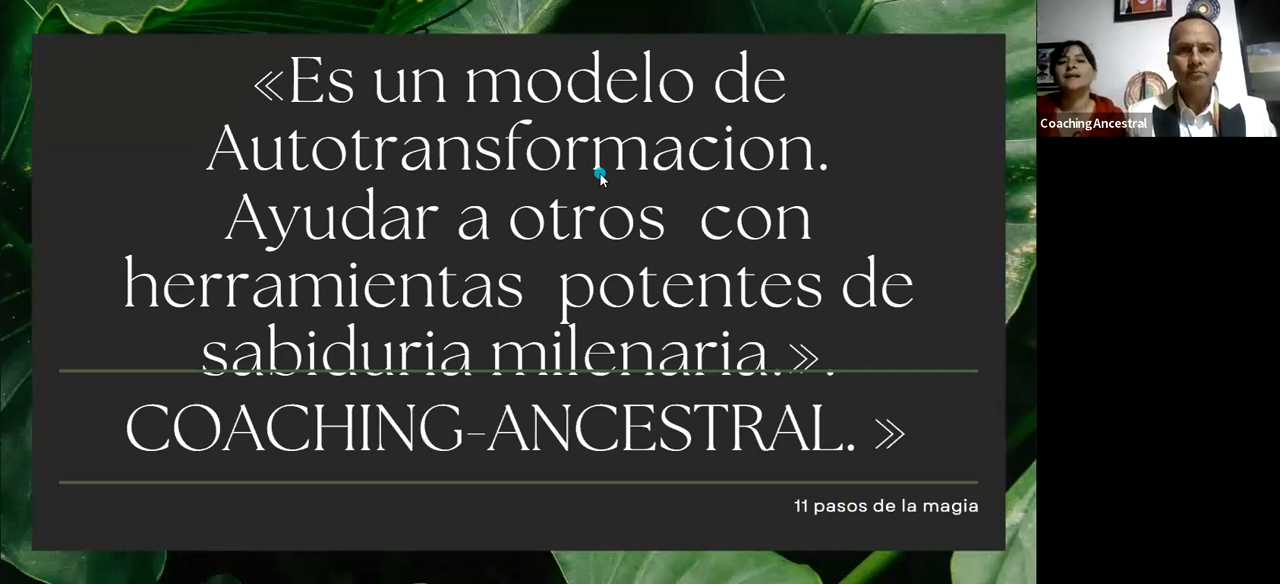 «Es un modelo de
Autotransformacion.
Ayudar a otros con
herramientas potentes de
sabiduria milenaria.».
COACHING-ANCESTRAL. »
11 pasos de la magia
Coaching Ancestral